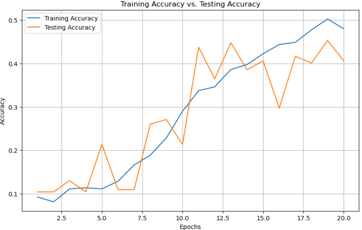 Training Accuracy vs. Testing Accuracy
Training Accuracy
Testing Accuracy
0.5
0.4
0.3
0.2
0.1
Accuracy
2.5 5.0 7.5 10.0 12.5 15.0 17.5 20.0
Epochs